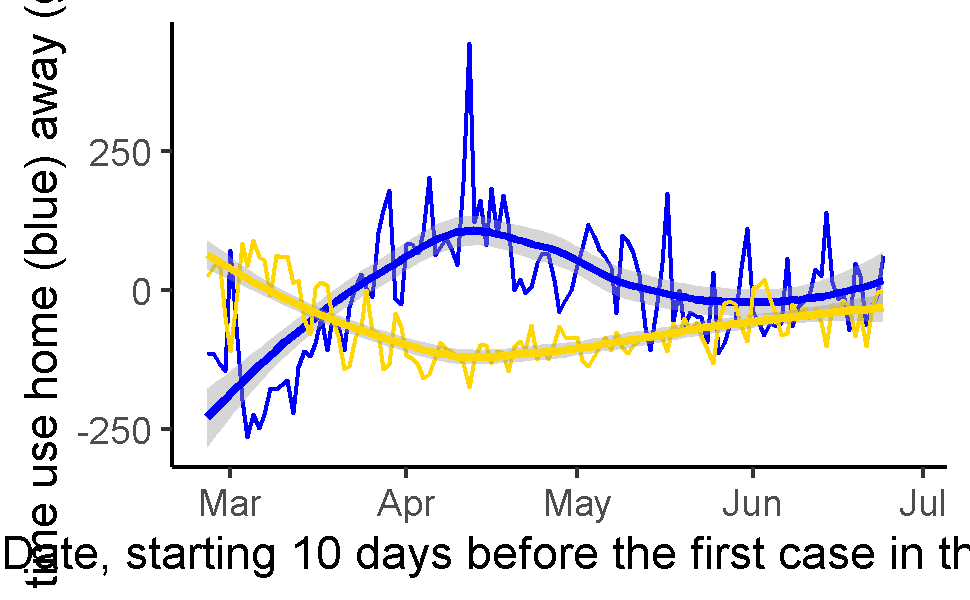 time use home (blue) away (
250
0
-250
Mar Apr May Jun Jul
Date, starting 10 days before the first case in th